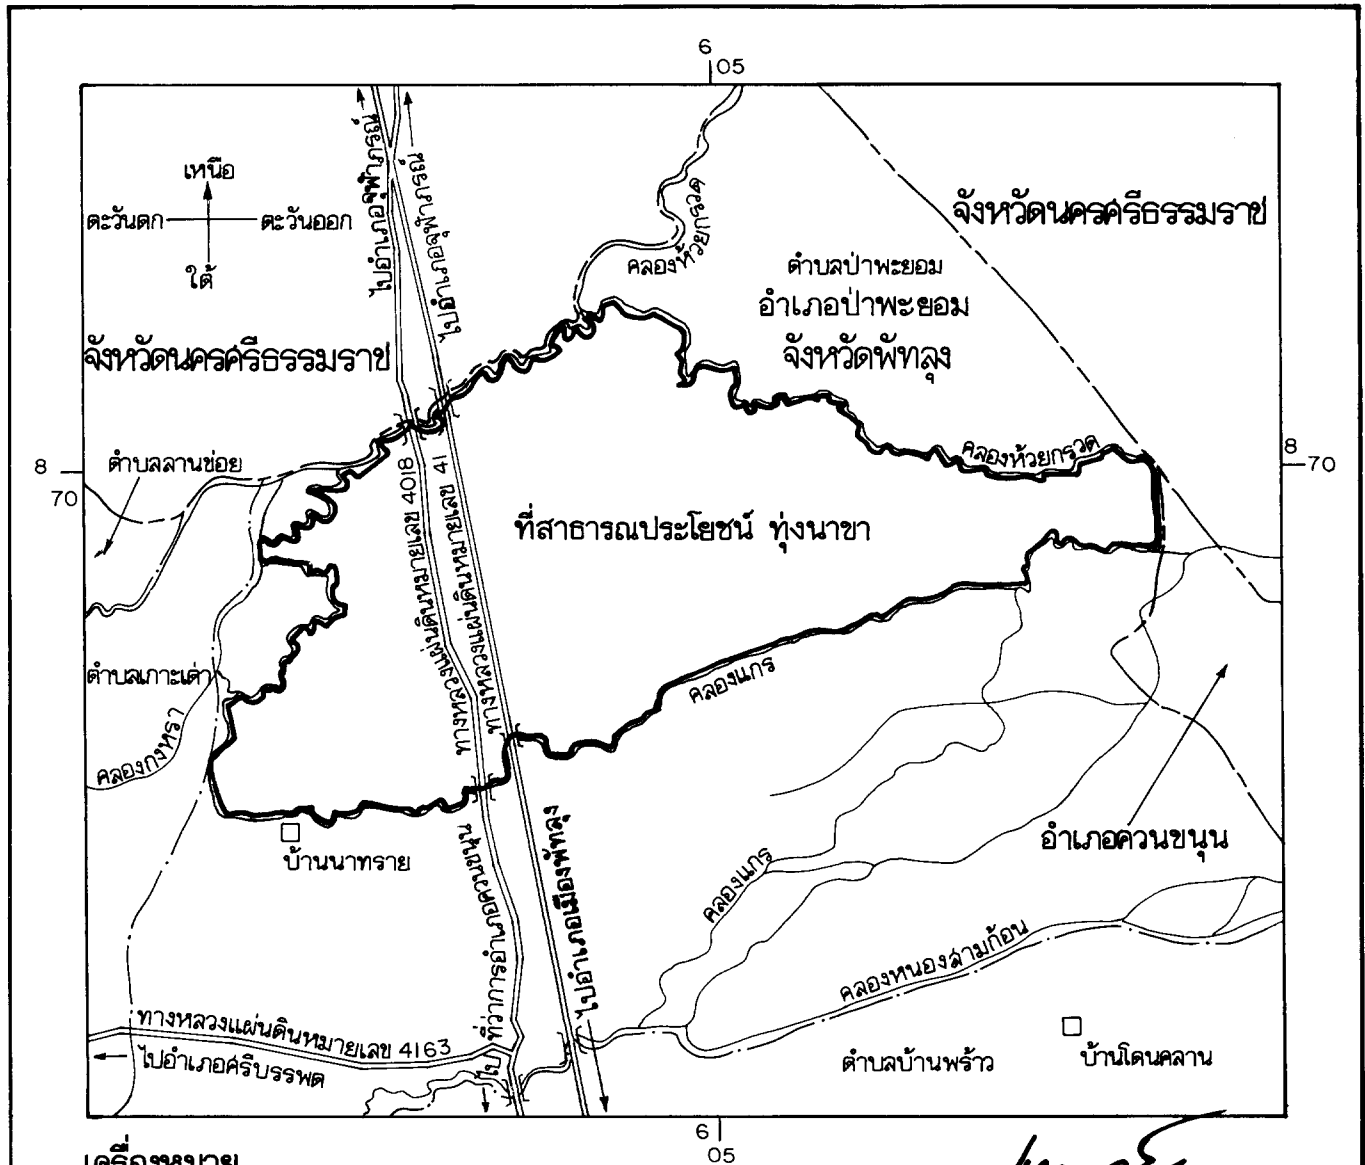 6
05
เหนือ
ตะวันตก
ตะวันออก
ใต้
ไปอำเภอจุฬาภรณ์
ไปอำเภอจุฬาภรณ์
คลองห้วยกรวด
จังหวัดนครศรีธรรมราช
ตำบลป่าพะยอม
อำเภอป่าพะยอม
จังหวัดพัทลุง
จังหวัดนครศรีธรรมราช
8
70
ตำบลลานข่อย
คลองห้วยกรวด
8
70
ทางหลวงแผ่นดินหมายเลข 4018
ทางหลวงแผ่นดินหมายเลข 41
ที่สาธารณประโยชน์ ทุ่งนาขา
ตำบลเกาะเต่า
คลองกงหรา
คลองแกร
บ้านนาทราย
อำเภอควนขนุน
คลองแกร
ไปที่ว่าการอำเภอควนขนุน
ไปอำเภอเมืองพัทลุง
คลองหนองสามก้อน
ทางหลวงแผ่นดินหมายเลข 4163
ไปอำเภอศรีบรรพต
ตำบลบ้านพร้าว
บ้านโดนคลาน
6
05
เครื่องหมาย